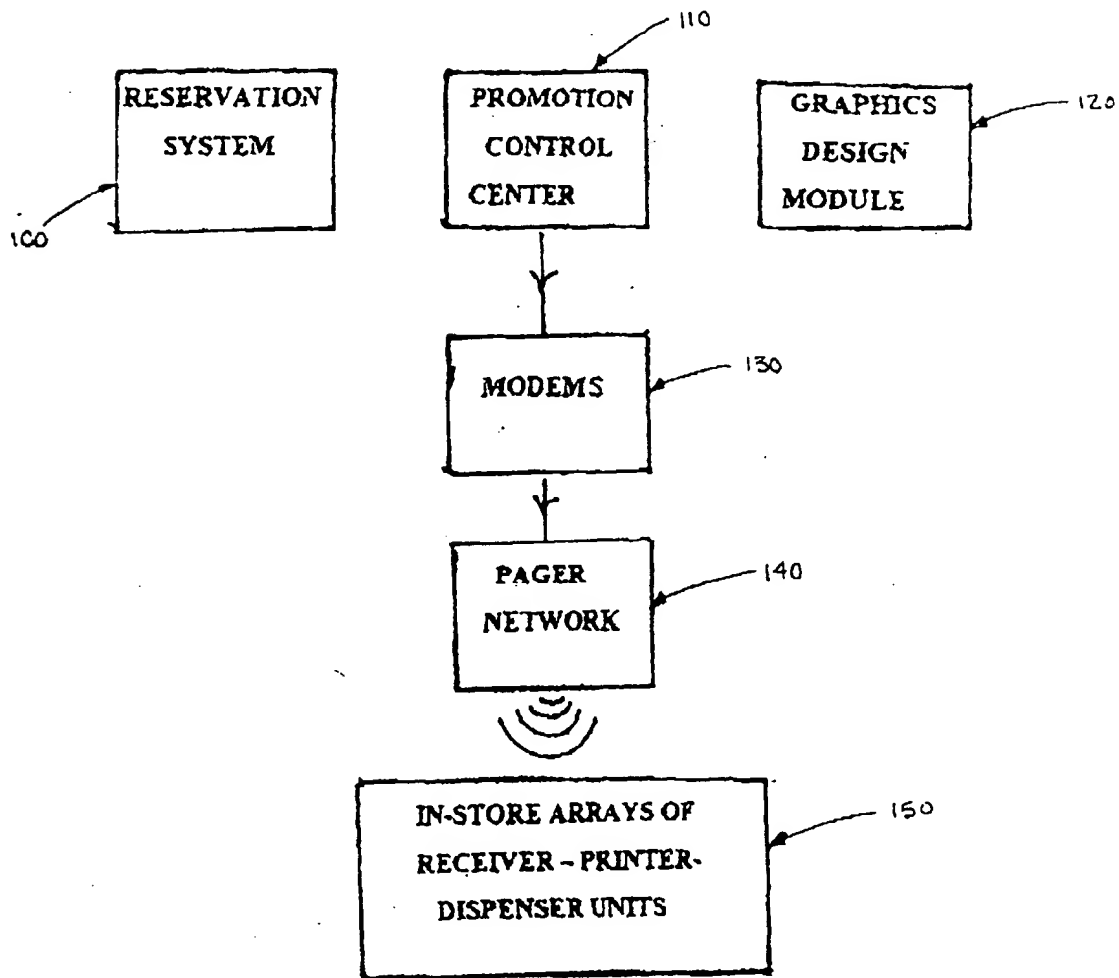 110
RESERVATION
SYSTEM
100
PROMOTION
CONTROL
CENTER
GRAPHICS
DESIGN
MODULE
120
MODEMS
130
PAGER
NETWORK
140
IN-STORE ARRAYS OF
RECEIVER - PRINTER-
DISPENSER UNITS
150